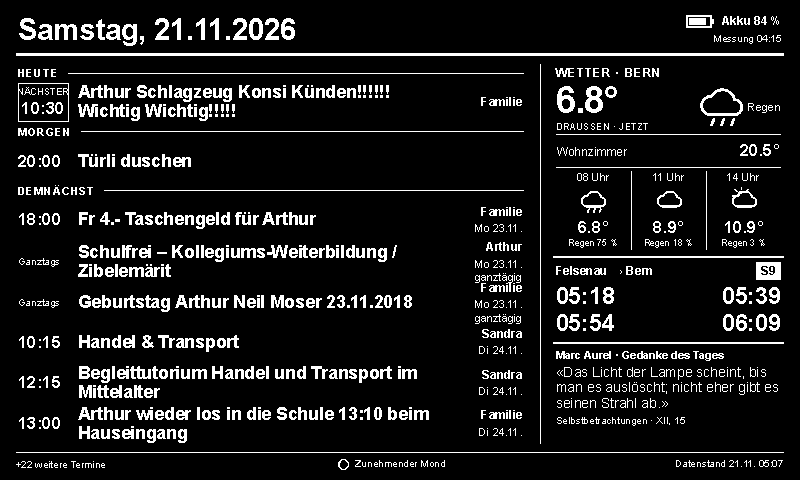 Samstag, 21.11.2026
Akku 84 %
Messung 04:15
HEUTE
NÄCHSTER
10:30
Arthur Schlagzeug Konsi Künden!!!!!!
Wichtig Wichtig!!!!!
Familie
MORGEN
20:00 Türli duschen
DEMNÄCHST
18:00 Fr 4.- Taschengeld für Arthur
Familie
Mo 23.11.
Ganztags
Schulfrei – Kollegiums-Weiterbildung /
Zibelemärit
Arthur
Mo 23.11.
ganztägig
Ganztags Geburtstag Arthur Neil Moser 23.11.2018
Familie
Mo 23.11.
ganztägig
10:15 Handel & Transport
Sandra
Di 24.11.
12:15
Begleittutorium Handel und Transport im
Mittelalter
Sandra
Di 24.11.
13:00
Arthur wieder los in die Schule 13:10 beim
Hauseingang
Familie
Di 24.11.
WETTER · BERN
6.8°
Regen
DRAUSSEN · JETZT
Wohnzimmer 20.5°
08 Uhr 11 Uhr 14 Uhr
6.8° 8.9° 10.9°
Regen 75 % Regen 18 % Regen 3 %
Felsenau → Bern S9
05:18 05:39
05:54 06:09
Marc Aurel · Gedanke des Tages
«Das Licht der Lampe scheint, bis
man es auslöscht; nicht eher gibt es
seinen Strahl ab.»
Selbstbetrachtungen · XII, 15
+22 weitere Termine
Zunehmender Mond
Datenstand 21.11. 05:07